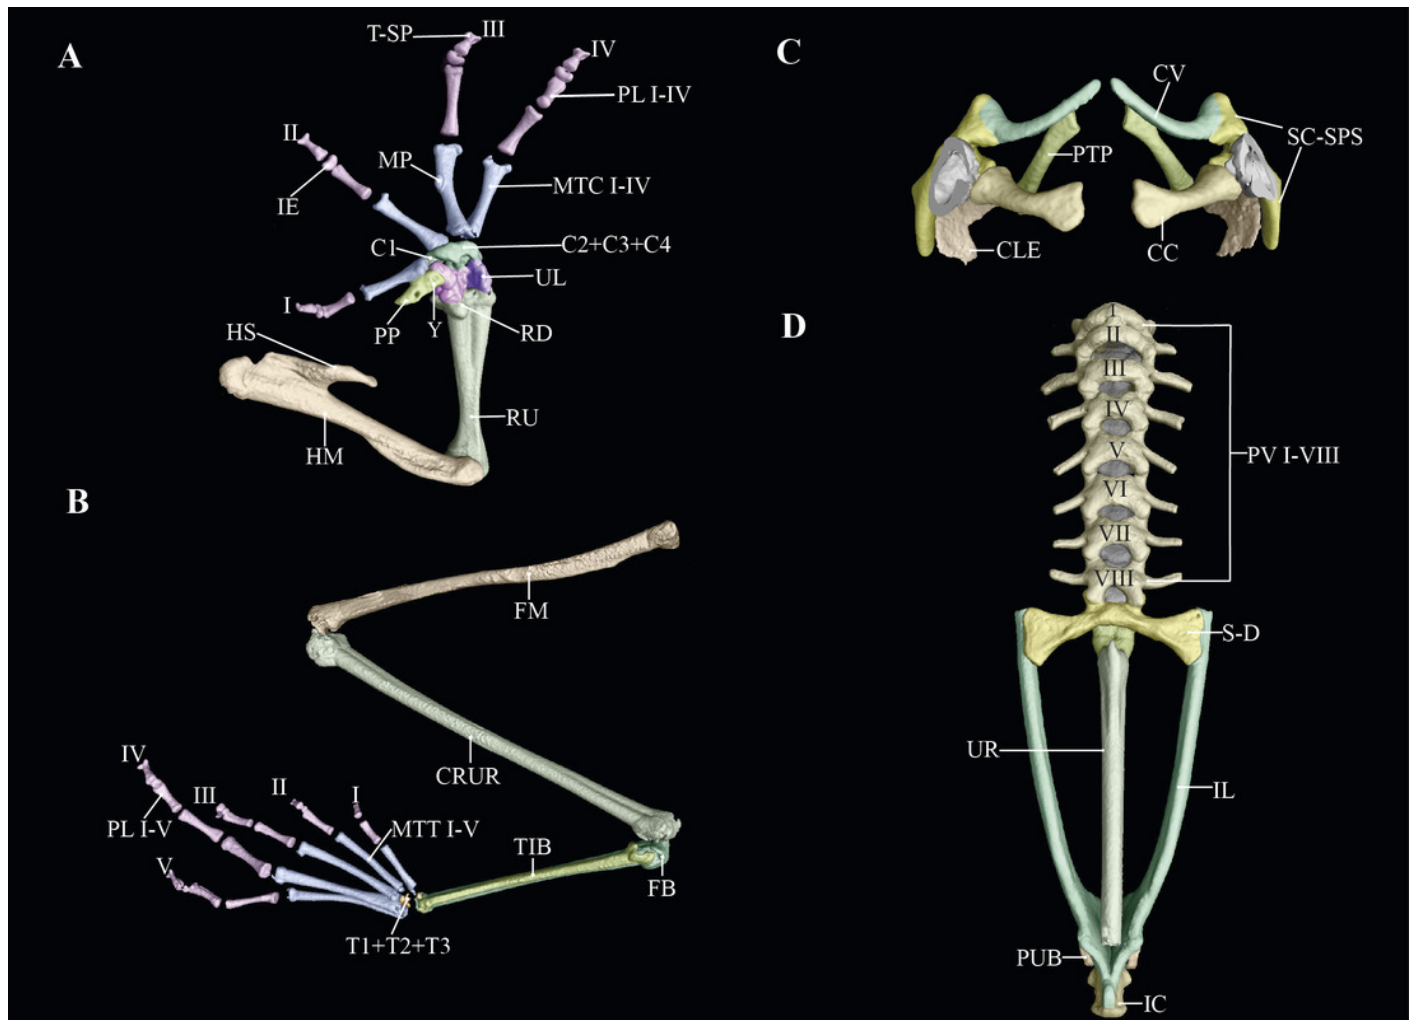 A
T-SP
III
IV
PL I-IV
II
MP
IE
MTC I-IV
C1
C2+C3+C4
UL
I
PP
Y
RD
HS
RU
HM
B
FM
CRUR
IV
III
II
I
PL I-V
MTT I-V
V
TIB
FB
T1+T2+T3
C
CV
SC-SPS
PTP
CLE
CC
D
I
II
III
IV
V
PV I-VIII
VI
VII
VIII
S-D
UR
IL
PUB
IC